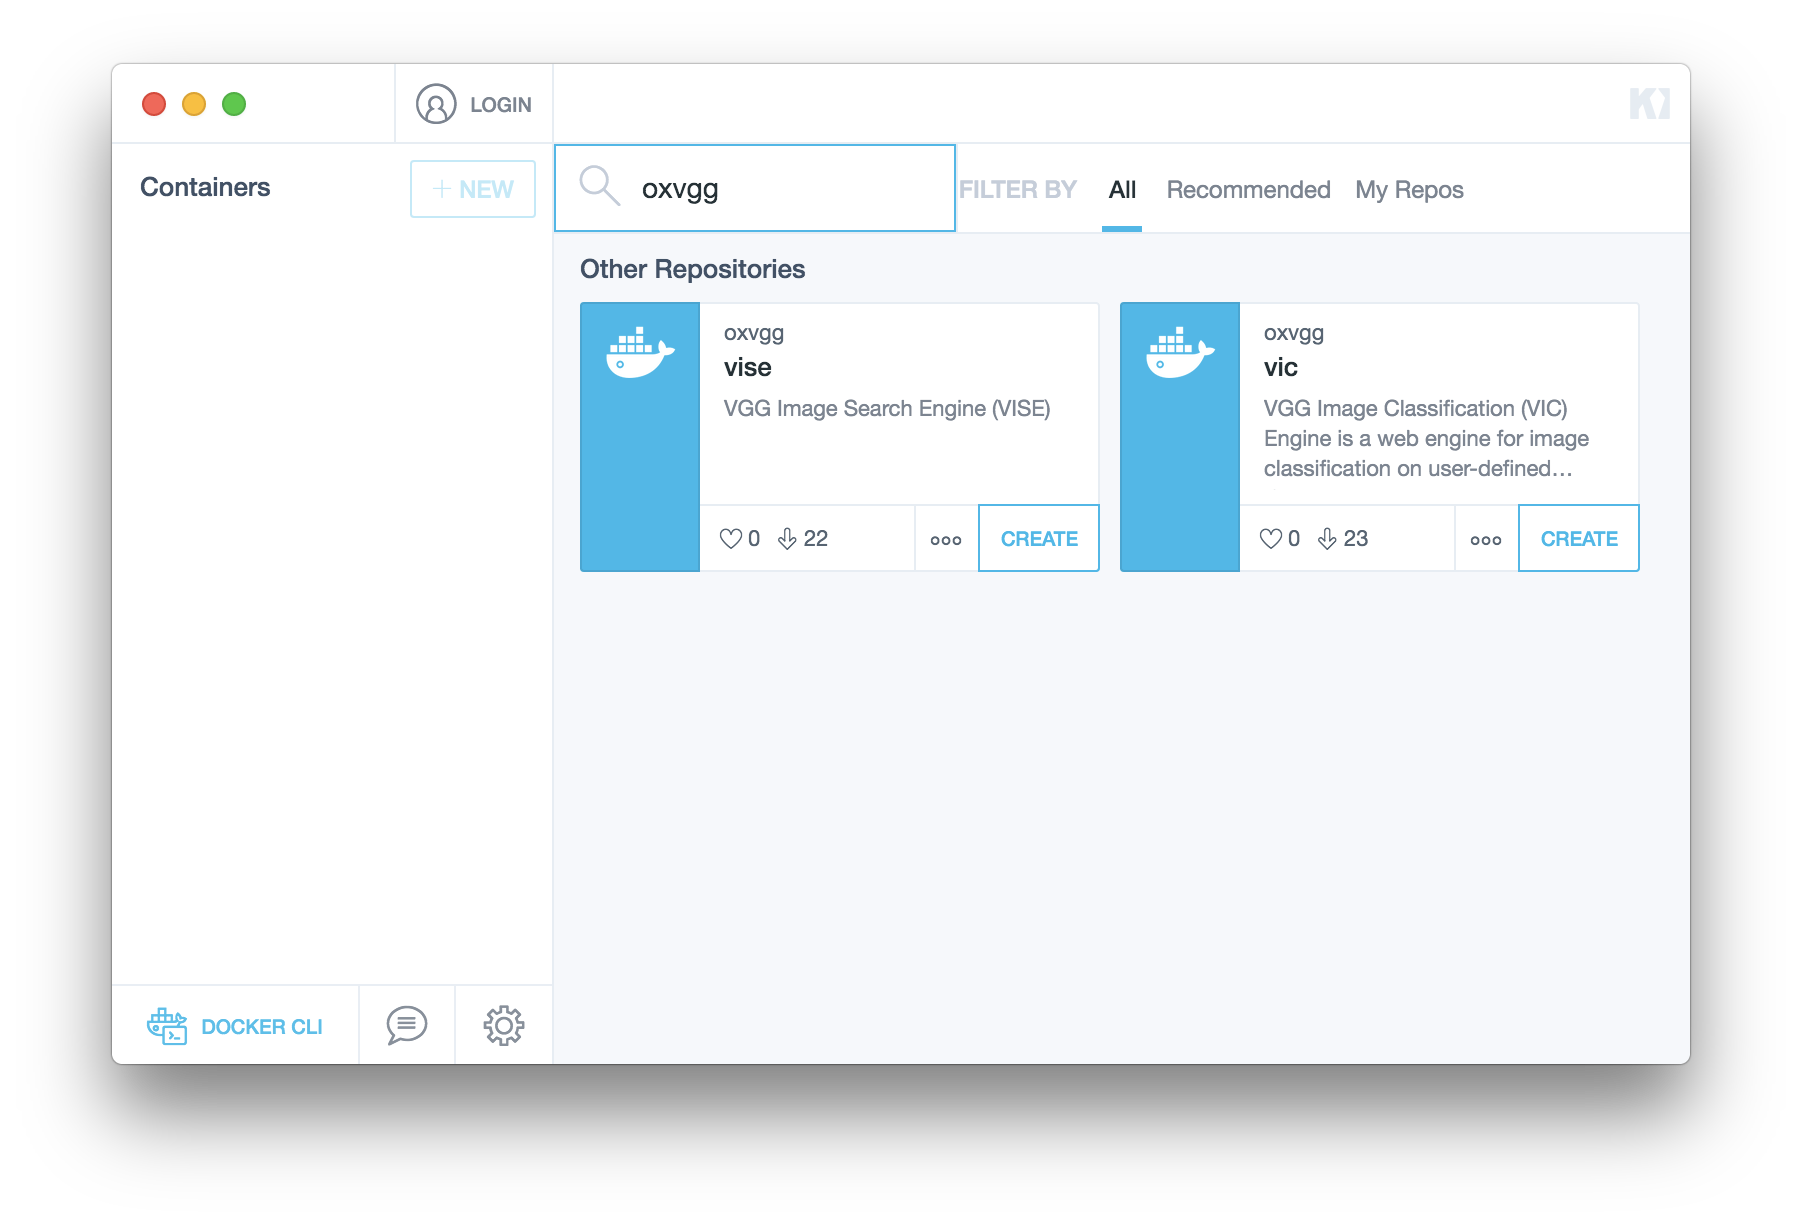 LOGIN
Containers
+ NEW
oxvgg
FILTER BY All Recommended My Repos
Other Repositories
oxvgg
vise
VGG Image Search Engine (VISE)
0 22
CREATE
oxvgg
vic
VGG Image Classification (VIC)
Engine is a web engine for image
classification on user-defined...
0 23
CREATE
DOCKER CLI